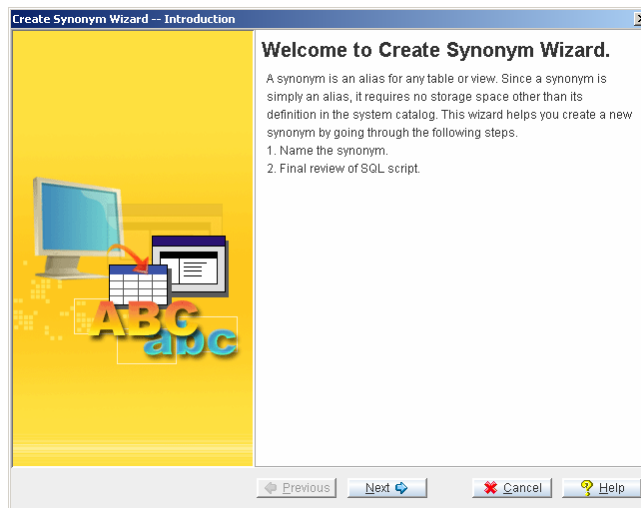 Create Synonym Wizard -- Introduction
Welcome to Create Synonym Wizard.
A synonym is an alias for any table or view. Since a synonym is
simply an alias, it requires no storage space other than its
definition in the system catalog. This wizard helps you create a new
synonym by going through the following steps.
1. Name the synonym.
2. Final review of SQL script.
ABC
abc
Previous
Next
Cancel
Help